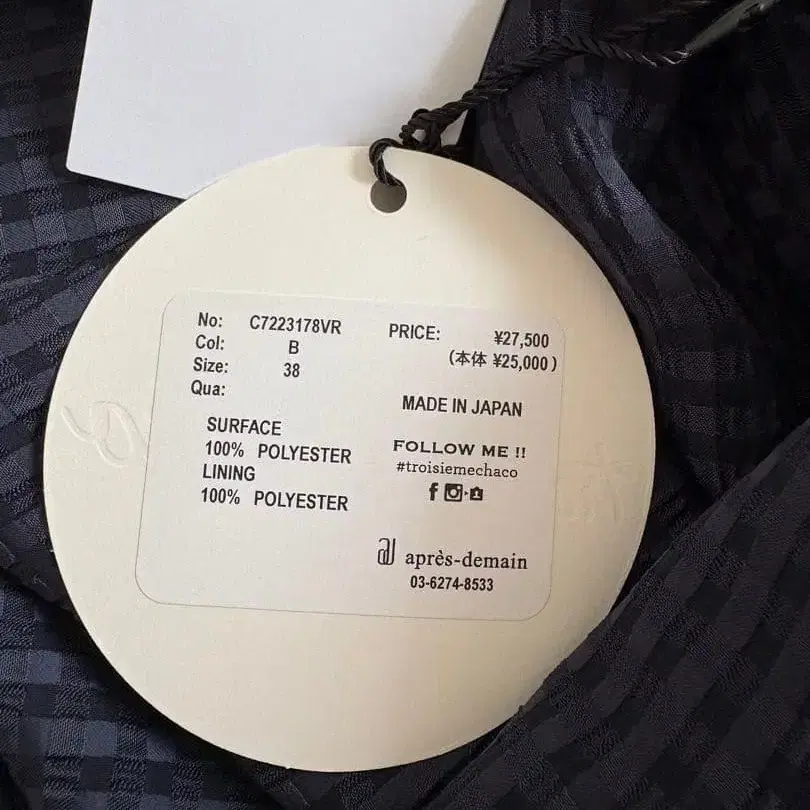 No: C7223178VR
Col: B
Size: 38
Qua:
PRICE: ¥27,500
(本体 ¥25,000)
SURFACE
100% POLYESTER
LINING
100% POLYESTER
MADE IN JAPAN
FOLLOW ME !!
#troisiemechaco
ad après-demain
03-6274-8533